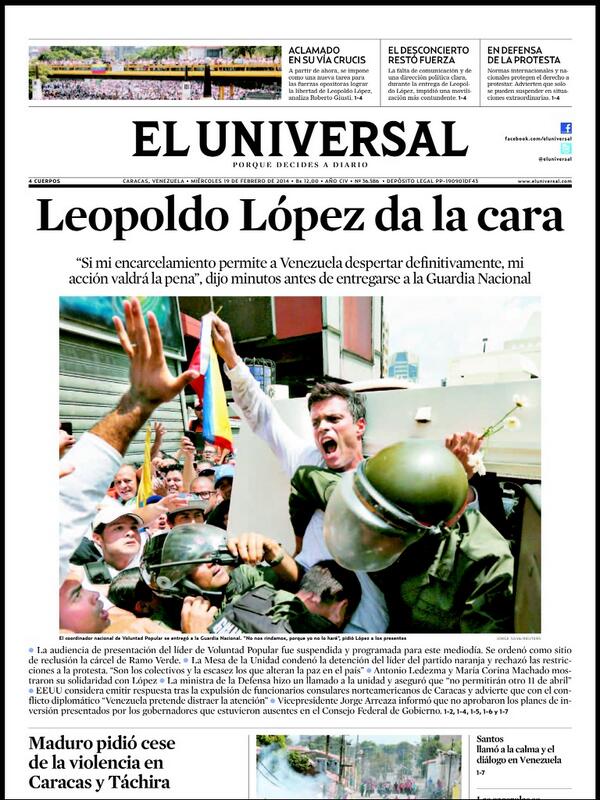 ACLAMADO
EN SU VÍA CRUCIS
A partir de ahora, se impone
como una nueva tarea para
las fuerzas opositoras lograr
la libertad de Leopoldo López,
analiza Roberto Giusti. 1-4
EL DESCONCIERTO
RESTÓ FUERZA
La falta de comunicación y de
una dirección política clara,
durante la entrega de Leopol-
do López, impidió una movili-
zación más contundente. 1-4
EN DEFENSA
DE LA PROTESTA
Normas internacionales y na-
cionales protegen el derecho a
protestar. Advierten que solo
se pueden suspender en situa-
ciones extraordinarias. 1-4
EL UNIVERSAL
PORQUE DECIDES A DIARIO
facebook.com/eluniversal
@eluniversal
4 CUERPOS
CARACAS, VENEZUELA • MIÉRCOLES 19 DE FEBRERO DE 2014 • Bs 12,00 • AÑO CIV • Nº 36.586 • DEPÓSITO LEGAL PP-190901DF43
www.eluniversal.com
Leopoldo López da la cara
“Si mi encarcelamiento permite a Venezuela despertar definitivamente, mi
acción valdrá la pena”, dijo minutos antes de entregarse a la Guardia Nacional
El coordinador nacional de Voluntad Popular se entregó a la Guardia Nacional. "No nos rindamos, porque yo no lo haré", pidió López a los presentes
JORGE SILVA/REUTERS
• La audiencia de presentación del líder de Voluntad Popular fue suspendida y programada para este mediodía. Se ordenó como sitio
de reclusión la cárcel de Ramo Verde. • La Mesa de la Unidad condenó la detención del líder del partido naranja y rechazó las restric-
ciones a la protesta. “Son los colectivos y la escasez los que alteran la paz en el país” • Antonio Ledezma y María Corina Machado mos-
traron su solidaridad con López • La ministra de la Defensa hizo un llamado a la unidad y aseguró que “no permitirán otro 11 de abril”
• EEUU considera emitir respuesta tras la expulsión de funcionarios consulares norteamericanos de Caracas y advierte que con el con-
flicto diplomático “Venezuela pretende distraer la atención” • Vicepresidente Jorge Arreaza informó que no aprobaron los planes de in-
versión presentados por los gobernadores que estuvieron ausentes en el Consejo Federal de Gobierno. 1-2, 1-4, 1-5, 1-6 y 1-7
Maduro pidió cese
de la violencia en
Caracas y Táchira
Santos
llamó a la calma y el
diálogo en Venezuela
1-7